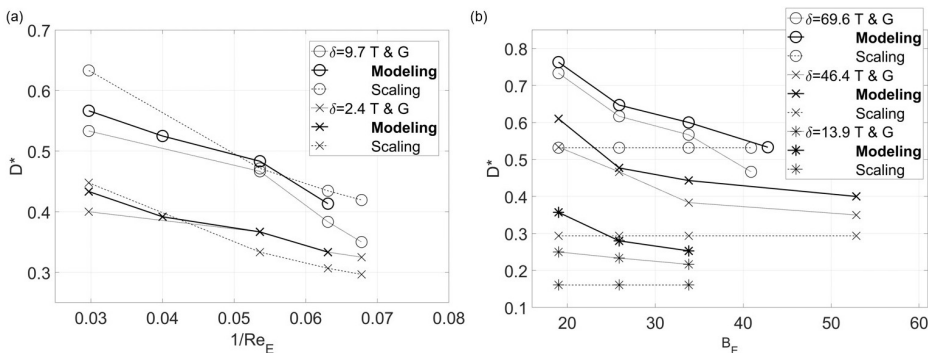 (a)
0.7
0.6
0.5
0.4
0.3
D*
0.03 0.04 0.05 0.06 0.07 0.08
1/Re_E
δ=9.7 T & G
Modeling
Scaling
δ=2.4 T & G
Modeling
Scaling
(b)
0.8
0.7
0.6
0.5
0.4
0.3
0.2
0.1
D*
20 30 40 50 60
B_E
δ=69.6 T & G
Modeling
Scaling
δ=46.4 T & G
Modeling
Scaling
δ=13.9 T & G
Modeling
Scaling